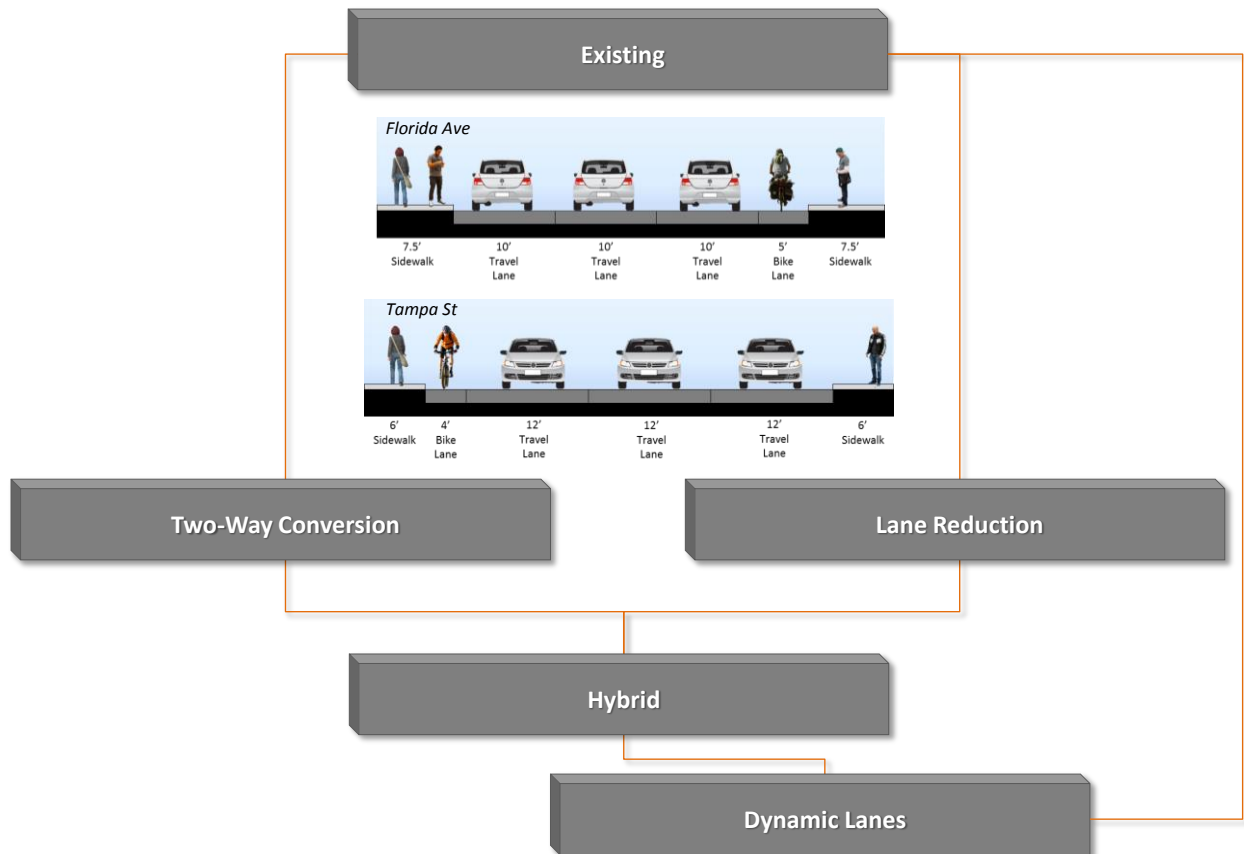 Existing
Florida Ave
7.5' 10' 10' 10' 5' 7.5'
Sidewalk Travel Travel Travel Bike Sidewalk
Lane Lane Lane Lane
Tampa St
6' 4' 12' 12' 12' 6'
Sidewalk Bike Travel Travel Travel Sidewalk
Lane Lane Lane Lane
Two-Way Conversion
Lane Reduction
Hybrid
Dynamic Lanes